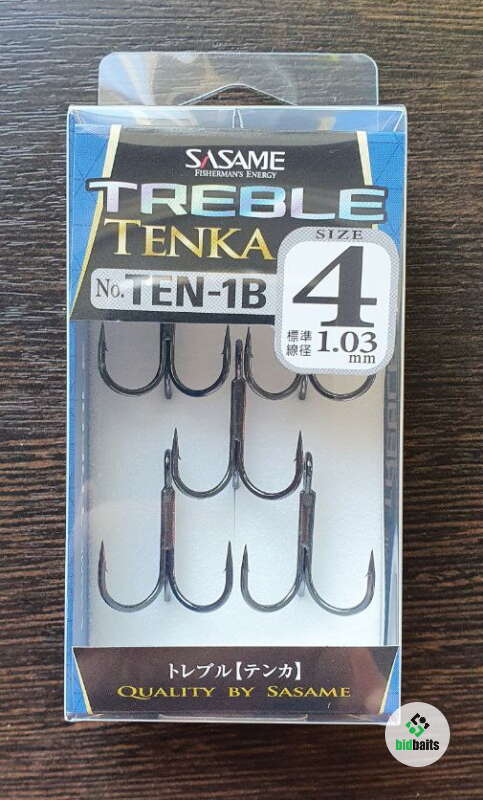 SASAME
FISHERMAN'S ENERGY
TREBLE
TENKA
No. TEN-1B
SIZE
4
標準
線径
1.03
mm
トレブル【テンカ】
QUALITY BY SASAME
bidbaits